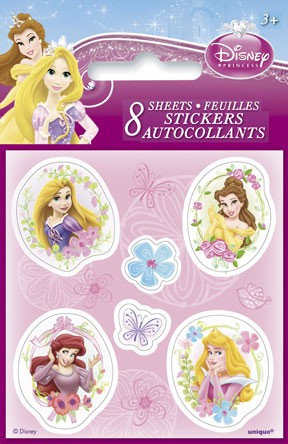 3+
Disney
PRINCESS
8 SHEETS • FEUILLES
STICKERS
AUTOCOLLANTS
© Disney
unique®